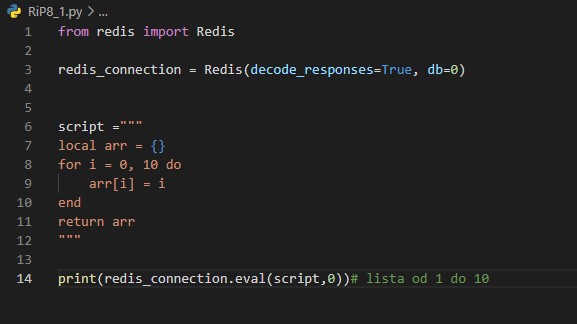 RiP8_1.py > ...
1 from redis import Redis
2
3 redis_connection = Redis(decode_responses=True, db=0)
4
5
6 script ="""
7 local arr = {}
8 for i = 0, 10 do
9     arr[i] = i
10 end
11 return arr
12 """
13
14 print(redis_connection.eval(script,0))# lista od 1 do 10